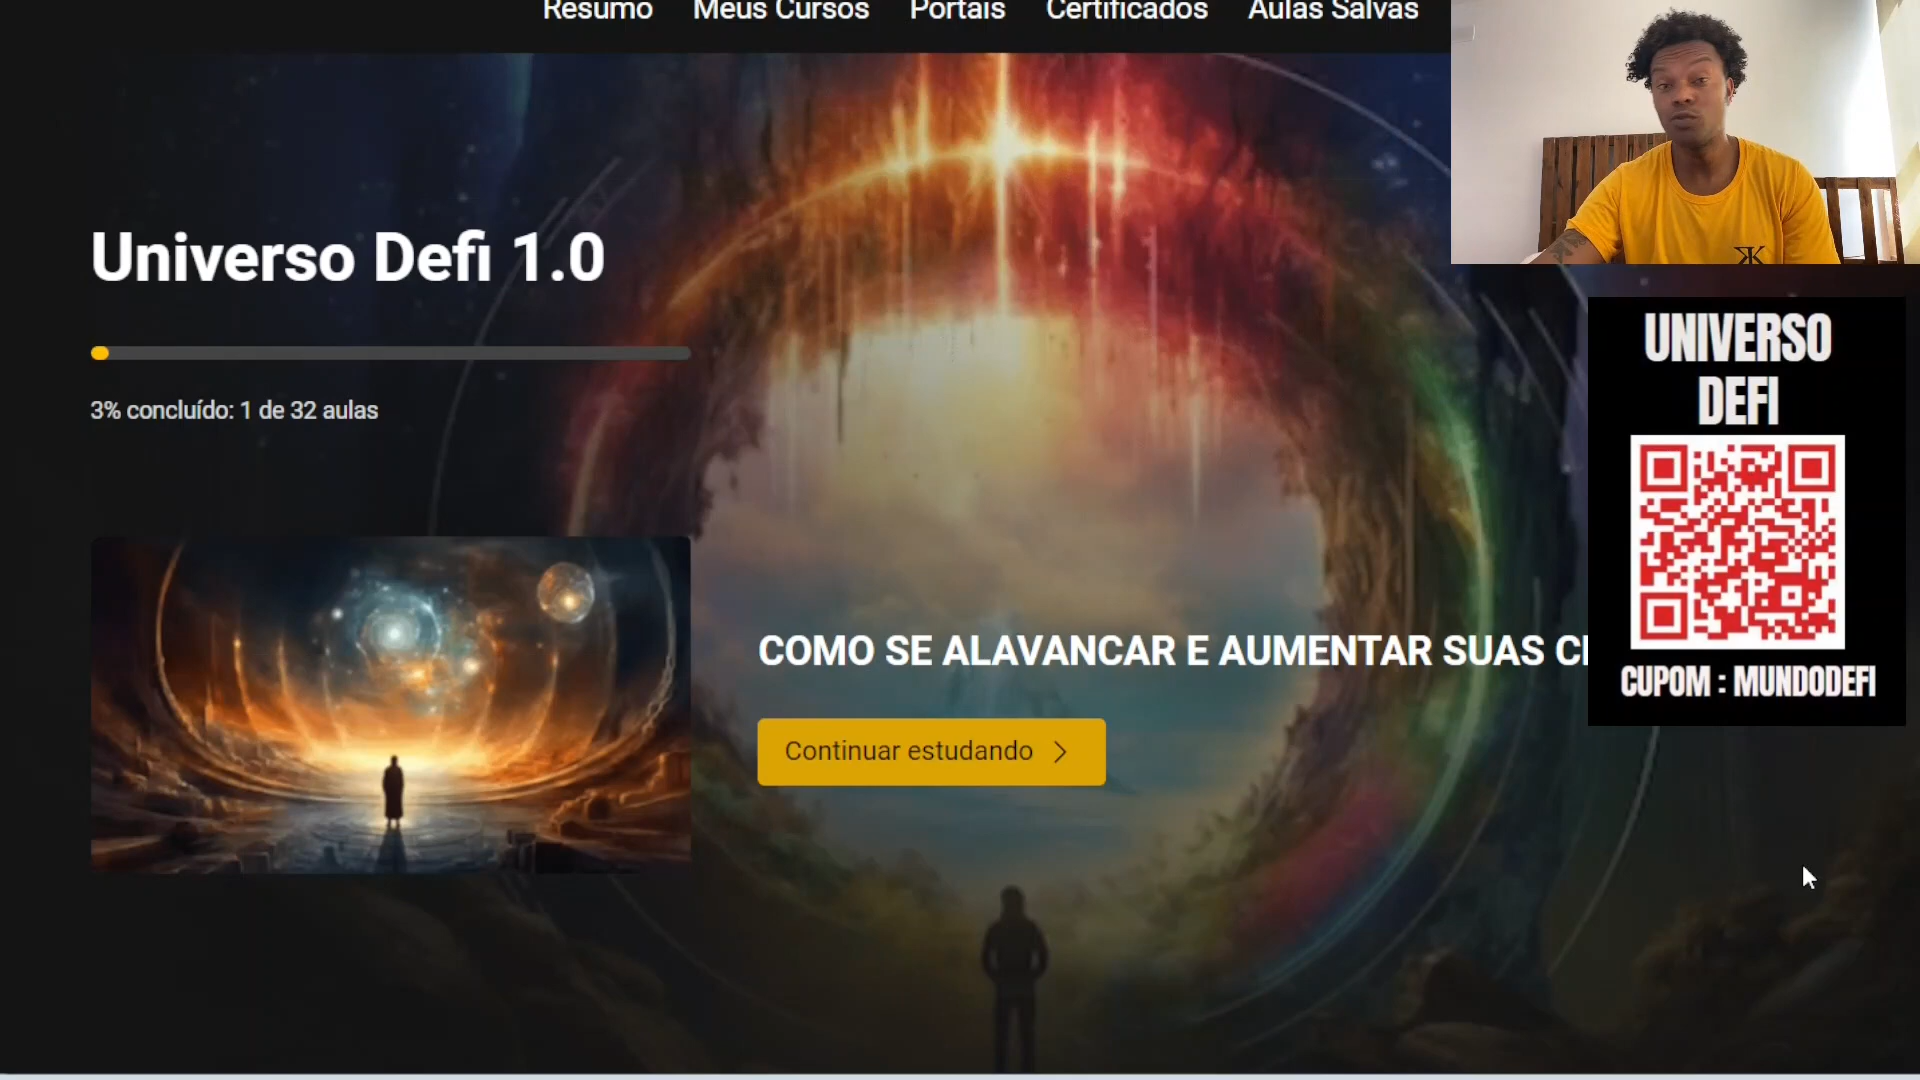 Resumo Meus Cursos Portais Certificados Aulas Salvas
Universo Defi 1.0
3% concluído: 1 de 32 aulas
COMO SE ALAVANCAR E AUMENTAR SUAS
Continuar estudando
UNIVERSO
DEFI
CUPOM : MUNDODEFI